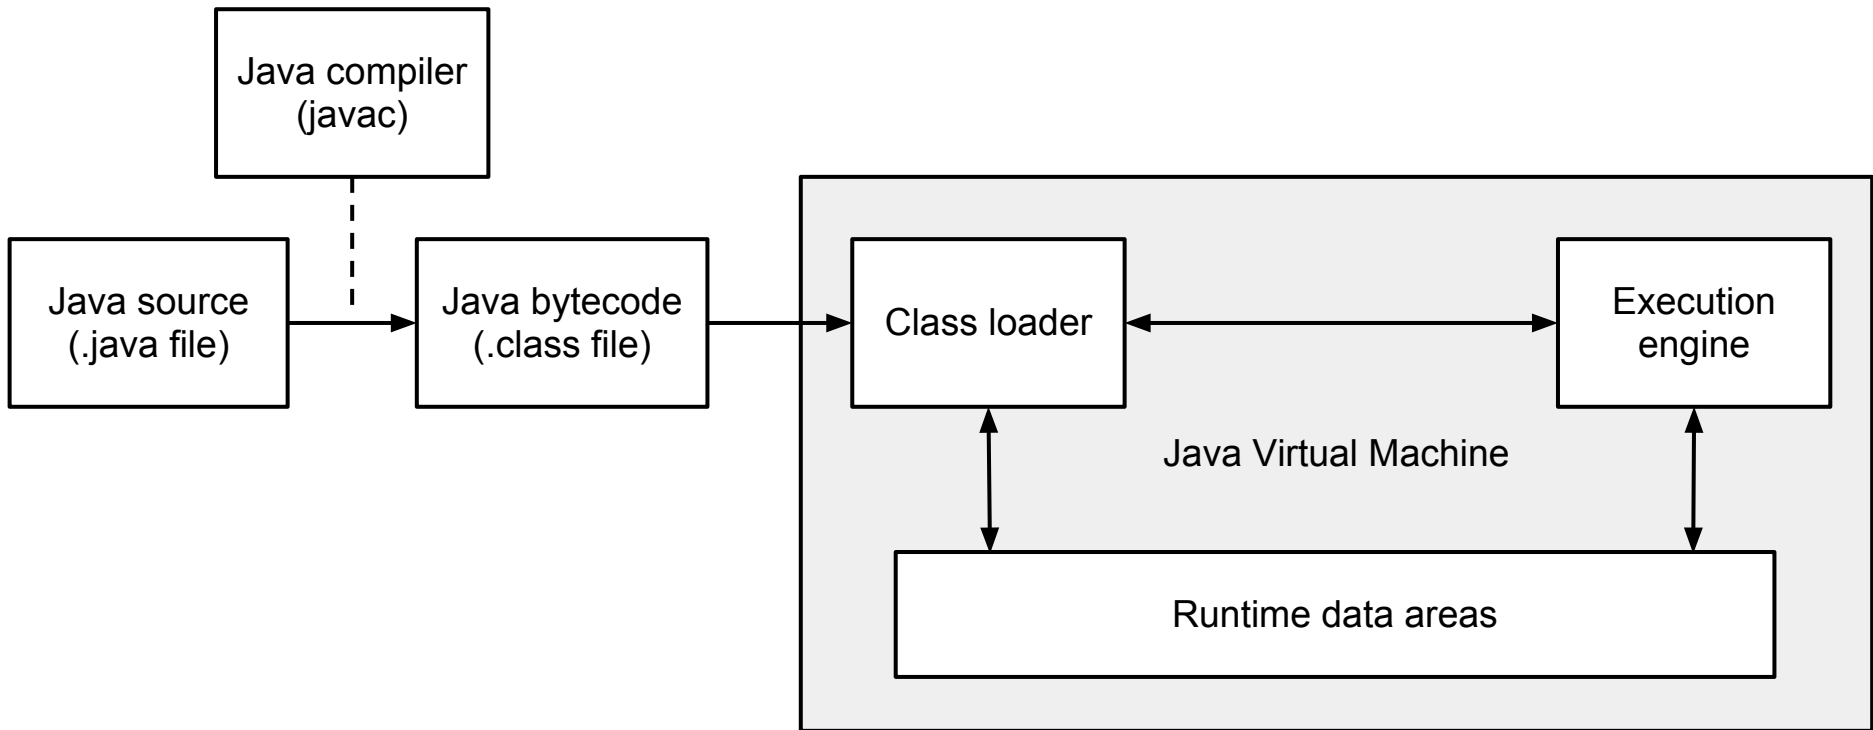 Java compiler
(javac)
Java source
(.java file)
Java bytecode
(.class file)
Class loader
Execution
engine
Java Virtual Machine
Runtime data areas